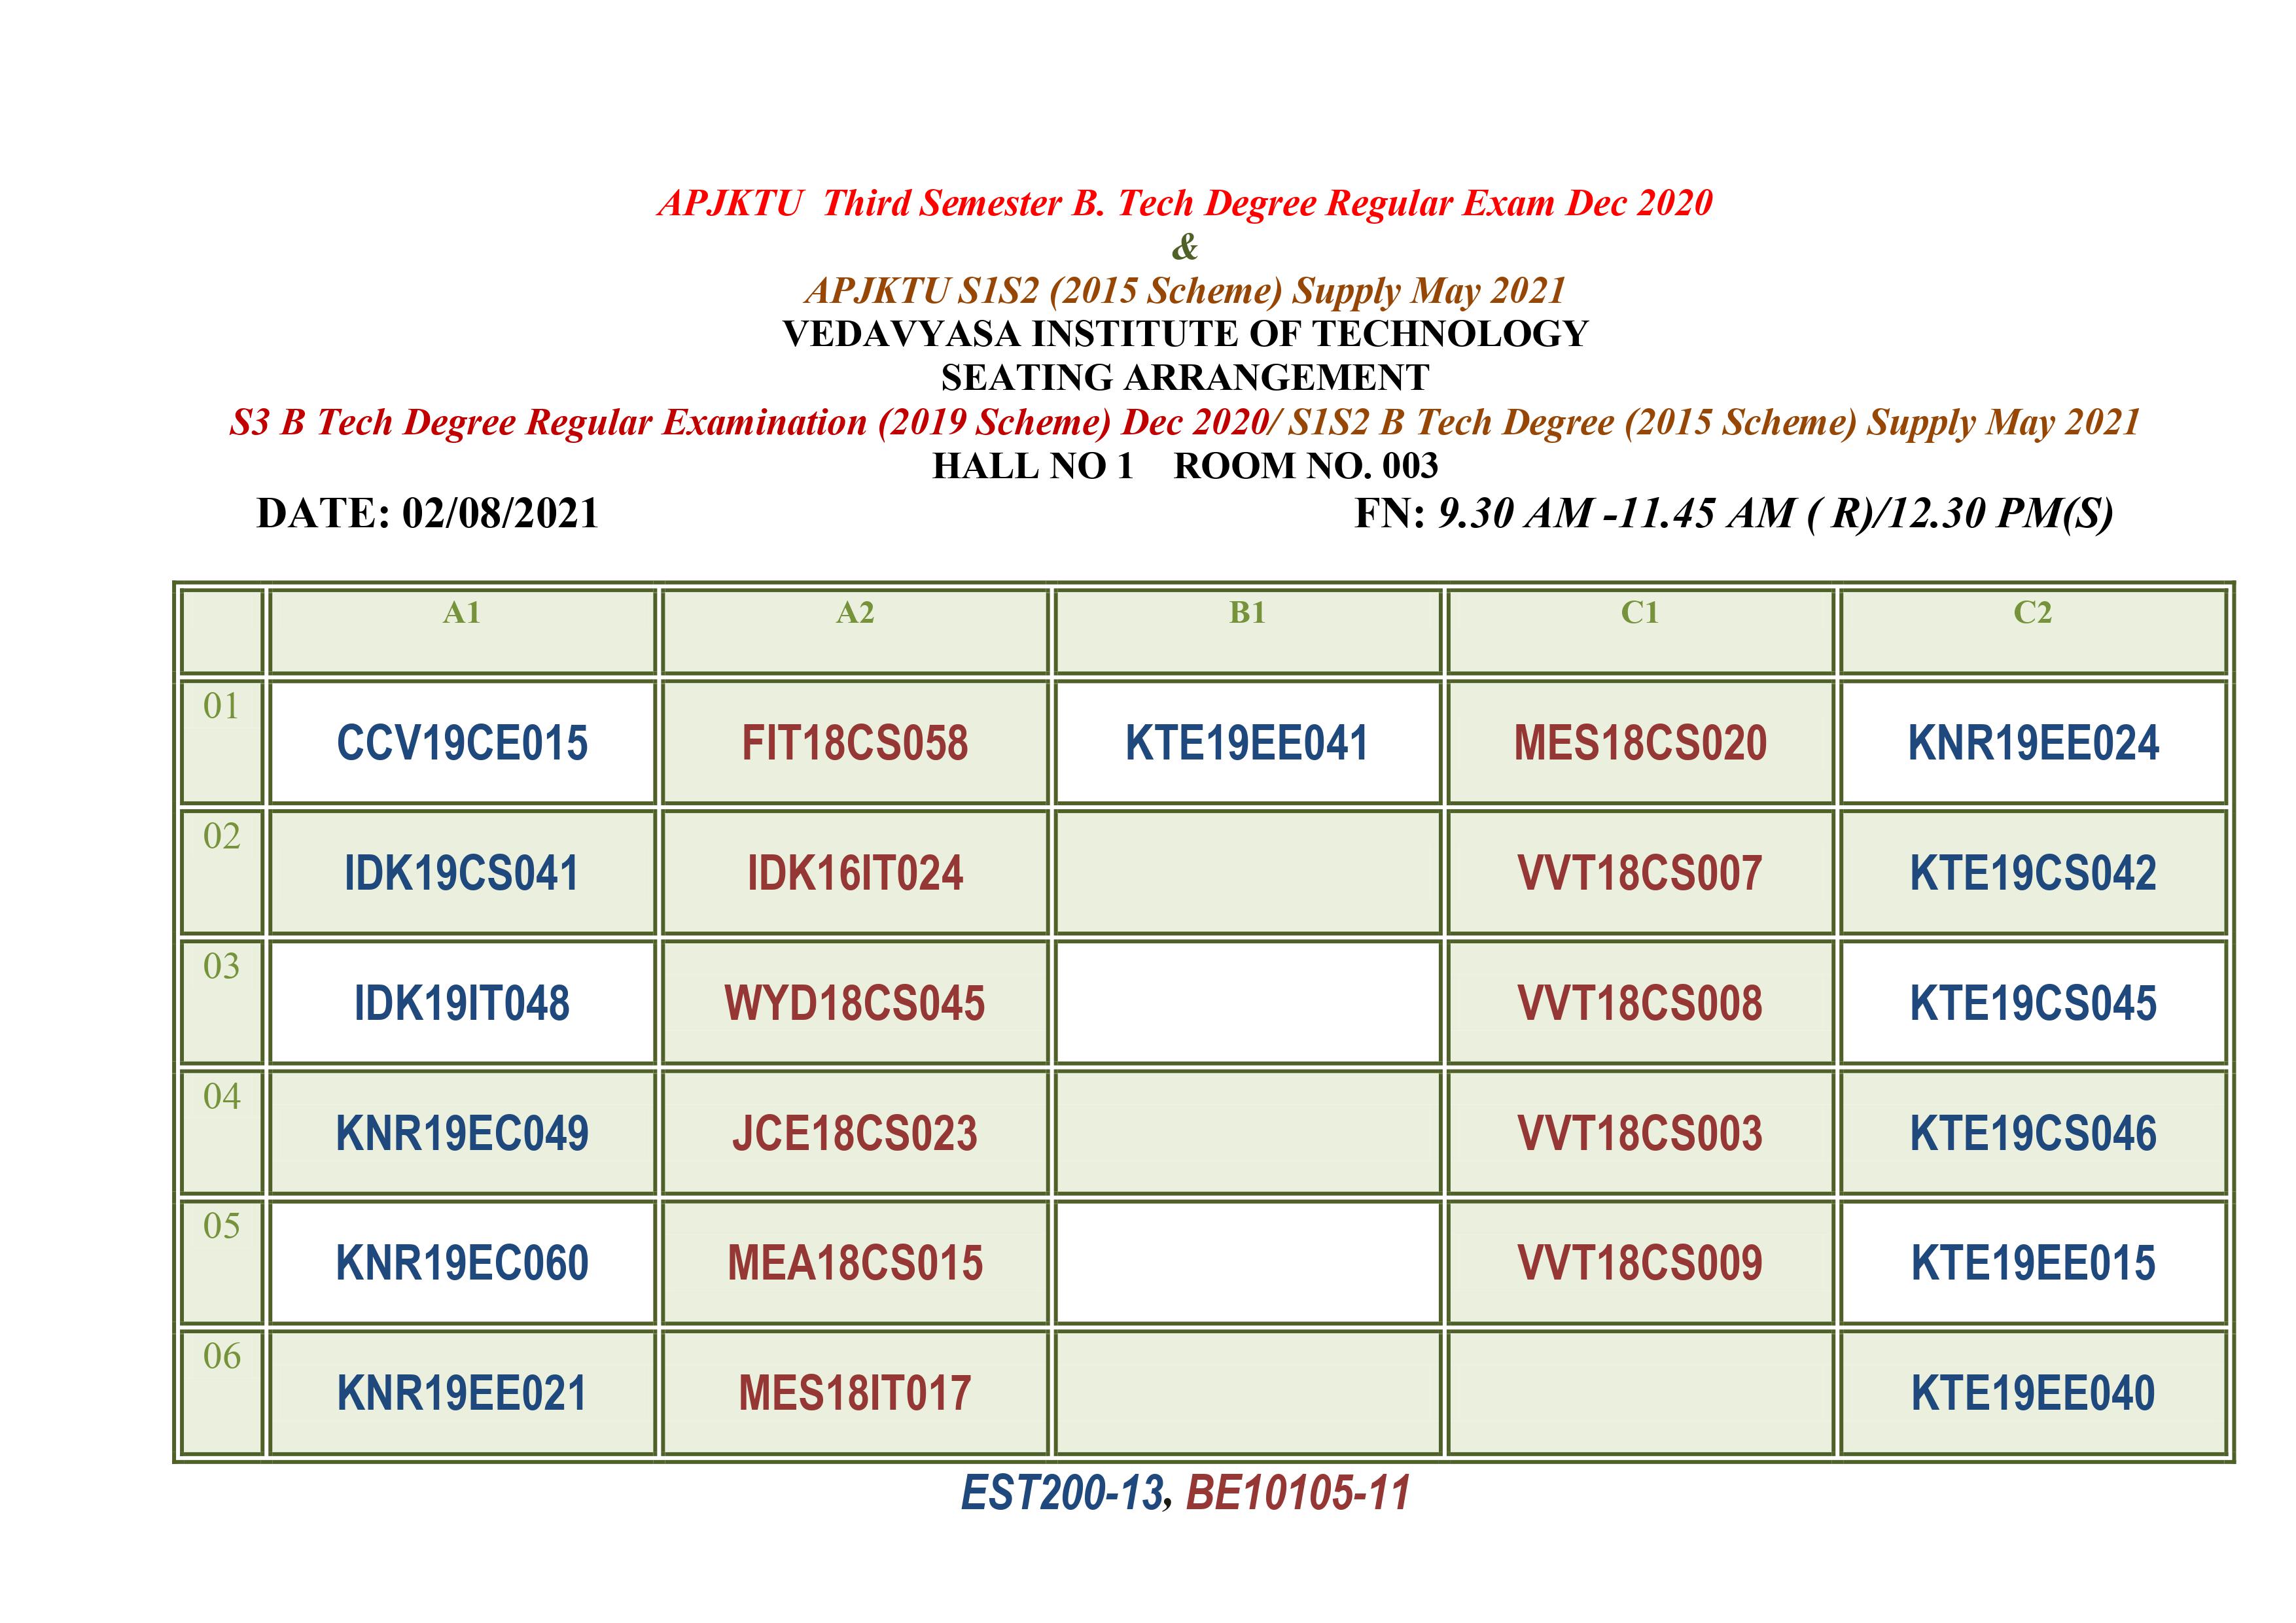 APJKTU  Third Semester B. Tech Degree Regular Exam Dec 2020
&
APJKTU S1S2 (2015 Scheme) Supply May 2021
VEDAVYASA INSTITUTE OF TECHNOLOGY
SEATING ARRANGEMENT
S3 B Tech Degree Regular Examination (2019 Scheme) Dec 2020/ S1S2 B Tech Degree (2015 Scheme) Supply May 2021
HALL NO 1    ROOM NO. 003
DATE: 02/08/2021 FN: 9.30 AM -11.45 AM ( R)/12.30 PM(S)
A1 A2 B1 C1 C2
01 CCV19CE015 FIT18CS058 KTE19EE041 MES18CS020 KNR19EE024
02 IDK19CS041 IDK16IT024 VVT18CS007 KTE19CS042
03 IDK19IT048 WYD18CS045 VVT18CS008 KTE19CS045
04 KNR19EC049 JCE18CS023 VVT18CS003 KTE19CS046
05 KNR19EC060 MEA18CS015 VVT18CS009 KTE19EE015
06 KNR19EE021 MES18IT017 KTE19EE040
EST200-13, BE10105-11